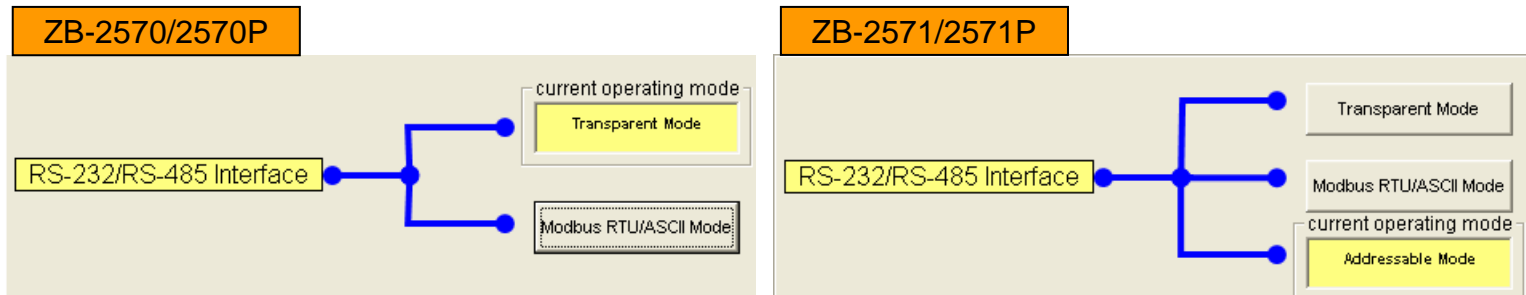 ZB-2570/2570P
current operating mode
Transparent Mode
RS-232/RS-485 Interface
Modbus RTU/ASCII Mode
ZB-2571/2571P
Transparent Mode
RS-232/RS-485 Interface
Modbus RTU/ASCII Mode
current operating mode
Addressable Mode